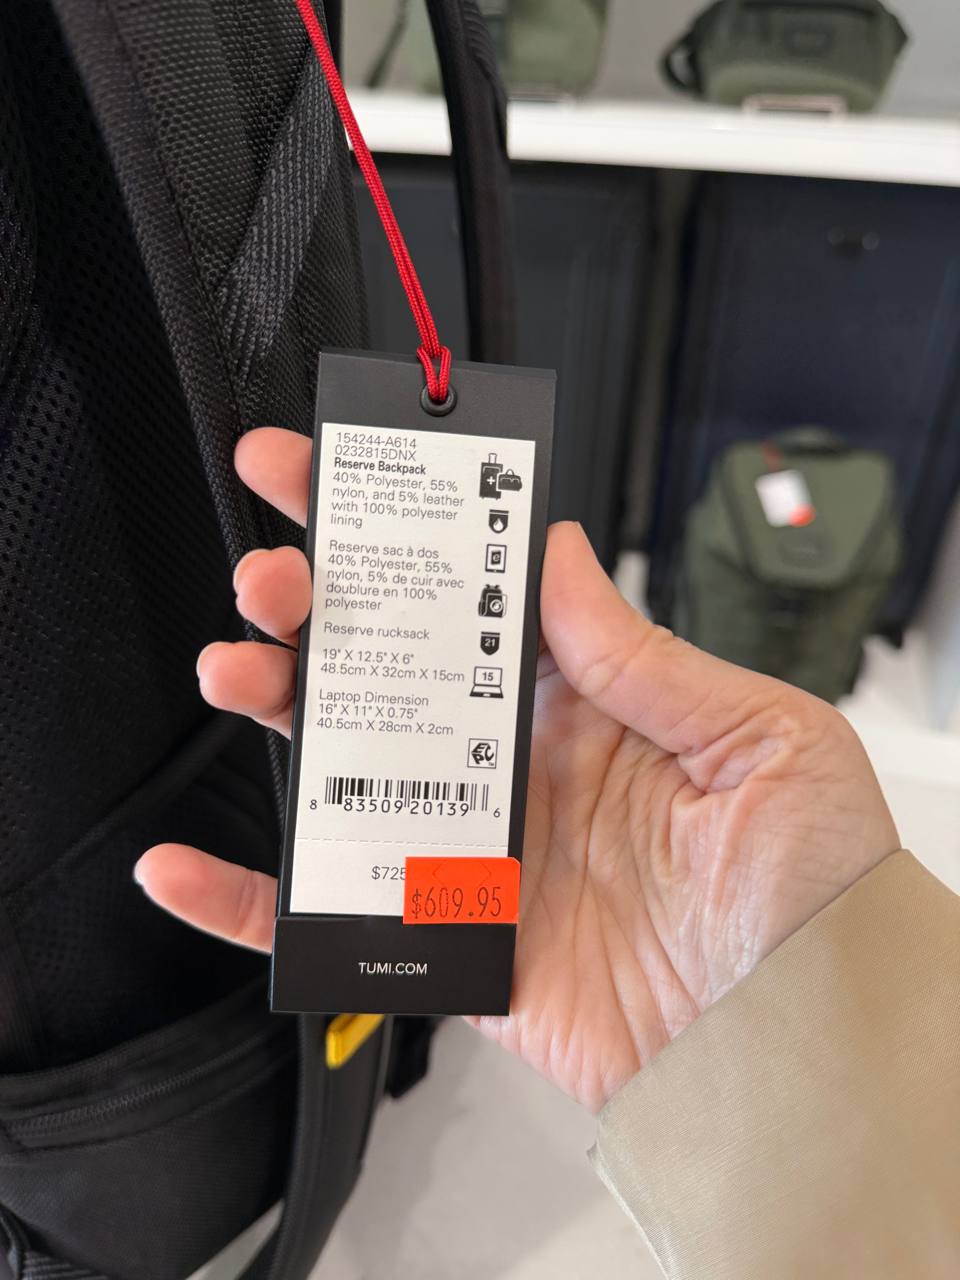 154244-A614
0232815DNX
Reserve Backpack
40% Polyester, 55%
nylon, and 5% leather
with 100% polyester
lining
Reserve sac à dos
40% Polyester, 55%
nylon, 5% de cuir avec
doublure en 100%
polyester
Reserve rucksack
19" X 12.5" X 6"
48.5cm X 32cm X 15cm
Laptop Dimension
16" X 11" X 0.75"
40.5cm X 28cm X 2cm
21
15
8 83509 20139 6
$725
$609.95
TUMI.COM